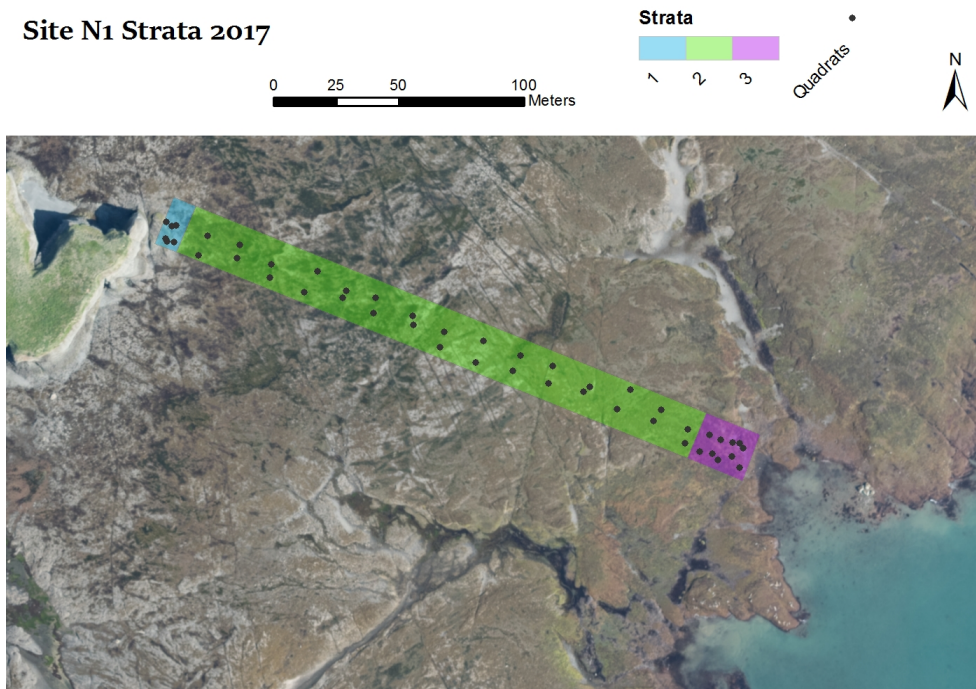 Site N1 Strata 2017
0 25 50 100
Meters
Strata
1 2 3
Quadrats
N